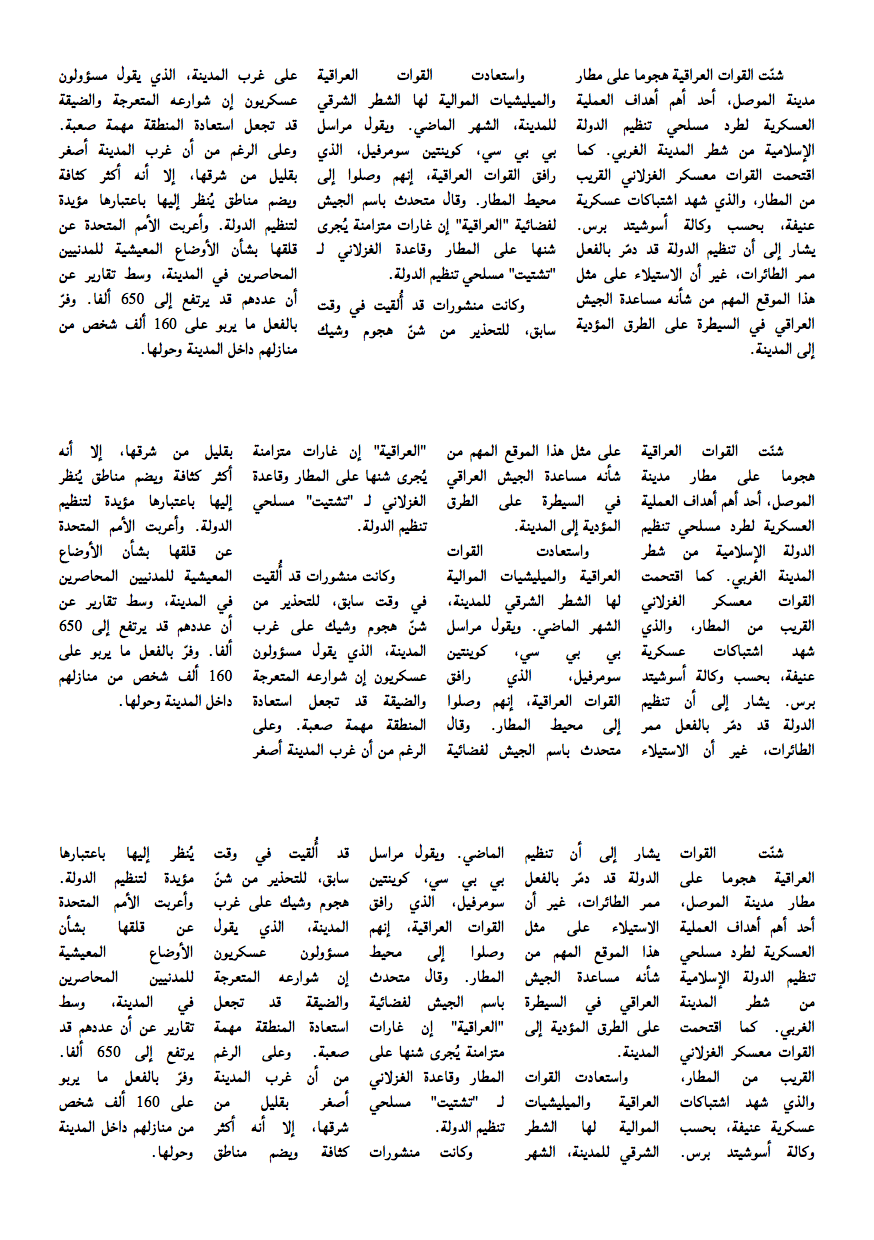 شنّت القوات العراقية هجوما على مطار
مدينة الموصل، أحد أهم أهداف العملية
العسكرية لطرد مسلحي تنظيم الدولة
الإسلامية من شطر المدينة الغربي. كما
اقتحمت القوات معسكر الغزلاني القريب
من المطار، والذي شهد اشتباكات عسكرية
عنيفة، بحسب وكالة أسوشيتد برس.
يشار إلى أن تنظيم الدولة قد دمّر بالفعل
ممر الطائرات، غير أن الاستيلاء على مثل
هذا الموقع المهم من شأنه مساعدة الجيش
العراقي في السيطرة على الطرق المؤدية
إلى المدينة.
واستعادت القوات العراقية
والميليشيات الموالية لها الشطر الشرقي
للمدينة، الشهر الماضي. ويقول مراسل
بي بي سي، كوينتين سومرفيل، الذي
رافق القوات العراقية، إنهم وصلوا إلى
محيط المطار. وقال متحدث باسم الجيش
لفضائية "العراقية" إن غارات متزامنة يُجرى
شنها على المطار وقاعدة الغزلاني لـ
"تشتيت" مسلحي تنظيم الدولة.
وكانت منشورات قد أُلقيت في وقت
سابق، للتحذير من شنّ هجوم وشيك
على غرب المدينة، الذي يقول مسؤولون
عسكريون إن شوارعه المتعرجة والضيقة
قد تجعل استعادة المنطقة مهمة صعبة.
وعلى الرغم من أن غرب المدينة أصغر
بقليل من شرقها، إلا أنه أكثر كثافة
ويضم مناطق يُنظر إليها باعتبارها مؤيدة
لتنظيم الدولة. وأعربت الأمم المتحدة عن
قلقها بشأن الأوضاع المعيشية للمدنيين
المحاصرين في المدينة، وسط تقارير عن
أن عددهم قد يرتفع إلى 650 ألفا. وفرّ
بالفعل ما يربو على 160 ألف شخص من
منازلهم داخل المدينة وحولها.
شنّت القوات العراقية
هجوما على مطار مدينة
الموصل، أحد أهم أهداف العملية
العسكرية لطرد مسلحي تنظيم
الدولة الإسلامية من شطر
المدينة الغربي. كما اقتحمت
القوات معسكر الغزلاني
القريب من المطار، والذي
شهد اشتباكات عسكرية
عنيفة، بحسب وكالة أسوشيتد
برس. يشار إلى أن تنظيم
الدولة قد دمّر بالفعل ممر
الطائرات، غير أن الاستيلاء
على مثل هذا الموقع المهم من
شأنه مساعدة الجيش العراقي
في السيطرة على الطرق
المؤدية إلى المدينة.
واستعادت القوات
العراقية والميليشيات الموالية
لها الشطر الشرقي للمدينة،
الشهر الماضي. ويقول مراسل
بي بي سي، كوينتين
سومرفيل، الذي رافق
القوات العراقية، إنهم وصلوا
إلى محيط المطار. وقال
متحدث باسم الجيش لفضائية
"العراقية" إن غارات متزامنة
يُجرى شنها على المطار وقاعدة
الغزلاني لـ "تشتيت" مسلحي
تنظيم الدولة.
وكانت منشورات قد أُلقيت
في وقت سابق، للتحذير من
شنّ هجوم وشيك على غرب
المدينة، الذي يقول مسؤولون
عسكريون إن شوارعه المتعرجة
والضيقة قد تجعل استعادة
المنطقة مهمة صعبة. وعلى
الرغم من أن غرب المدينة أصغر
بقليل من شرقها، إلا أنه
أكثر كثافة ويضم مناطق يُنظر
إليها باعتبارها مؤيدة لتنظيم
الدولة. وأعربت الأمم المتحدة
عن قلقها بشأن الأوضاع
المعيشية للمدنيين المحاصرين
في المدينة، وسط تقارير عن
أن عددهم قد يرتفع إلى 650
ألفا. وفرّ بالفعل ما يربو على
160 ألف شخص من منازلهم
داخل المدينة وحولها.
شنّت القوات
العراقية هجوما على
مطار مدينة الموصل،
أحد أهم أهداف العملية
العسكرية لطرد مسلحي
تنظيم الدولة الإسلامية
من شطر المدينة
الغربي. كما اقتحمت
القوات معسكر الغزلاني
القريب من المطار،
والذي شهد اشتباكات
عسكرية عنيفة، بحسب
وكالة أسوشيتد برس.
يشار إلى أن تنظيم
الدولة قد دمّر بالفعل
ممر الطائرات، غير أن
الاستيلاء على مثل
هذا الموقع المهم من
شأنه مساعدة الجيش
العراقي في السيطرة
على الطرق المؤدية إلى
المدينة.
واستعادت القوات
العراقية والميليشيات
الموالية لها الشطر
الشرقي للمدينة، الشهر
الماضي. ويقول مراسل
بي بي سي، كوينتين
سومرفيل، الذي رافق
القوات العراقية، إنهم
وصلوا إلى محيط
المطار. وقال متحدث
باسم الجيش لفضائية
"العراقية" إن غارات
متزامنة يُجرى شنها على
المطار وقاعدة الغزلاني
لـ "تشتيت" مسلحي
تنظيم الدولة.
وكانت منشورات
قد أُلقيت في وقت
سابق، للتحذير من شنّ
هجوم وشيك على غرب
المدينة، الذي يقول
مسؤولون عسكريون
إن شوارعه المتعرجة
والضيقة قد تجعل
استعادة المنطقة مهمة
صعبة. وعلى الرغم
من أن غرب المدينة
أصغر بقليل من
شرقها، إلا أنه أكثر
كثافة ويضم مناطق
يُنظر إليها باعتبارها
مؤيدة لتنظيم الدولة.
وأعربت الأمم المتحدة
عن قلقها بشأن
الأوضاع المعيشية
للمدنيين المحاصرين
في المدينة، وسط
تقارير عن أن عددهم قد
يرتفع إلى 650 ألفا.
وفرّ بالفعل ما يربو
على 160 ألف شخص
من منازلهم داخل المدينة
وحولها.